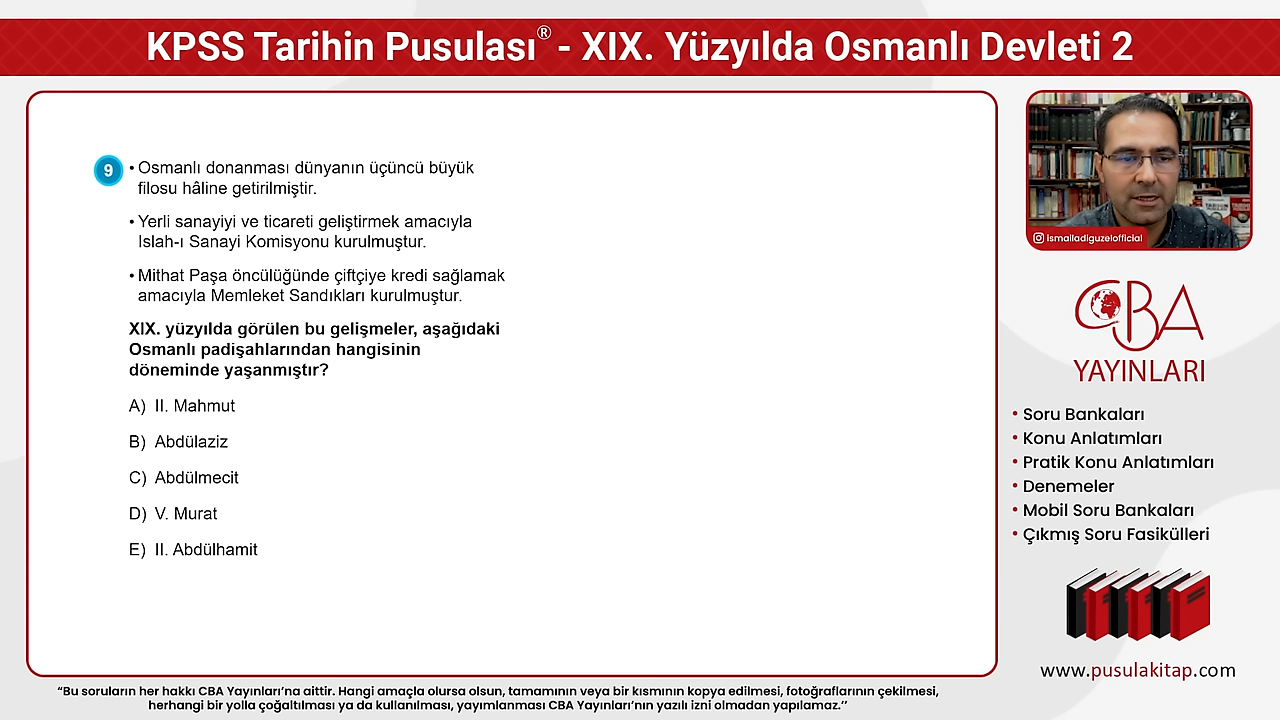 KPSS Tarihin Pusulası® - XIX. Yüzyılda Osmanlı Devleti 2
9
• Osmanlı donanması dünyanın üçüncü büyük
filosu hâline getirilmiştir.
• Yerli sanayiyi ve ticareti geliştirmek amacıyla
Islah-ı Sanayi Komisyonu kurulmuştur.
• Mithat Paşa öncülüğünde çiftçiye kredi sağlamak
amacıyla Memleket Sandıkları kurulmuştur.
XIX. yüzyılda görülen bu gelişmeler, aşağıdaki
Osmanlı padişahlarından hangisinin
döneminde yaşanmıştır?
A) II. Mahmut
B) Abdülaziz
C) Abdülmecit
D) V. Murat
E) II. Abdülhamit
ismailadiguzelofficial
CBA
YAYINLARI
• Soru Bankaları
• Konu Anlatımları
• Pratik Konu Anlatımları
• Denemeler
• Mobil Soru Bankaları
• Çıkmış Soru Fasikülleri
www.pusulakitap.com
“Bu soruların her hakkı CBA Yayınları’na aittir. Hangi amaçla olursa olsun, tamamının veya bir kısmının kopya edilmesi, fotoğraflarının çekilmesi,
herhangi bir yolla çoğaltılması ya da kullanılması, yayımlanması CBA Yayınları’nın yazılı izni olmadan yapılamaz.’’